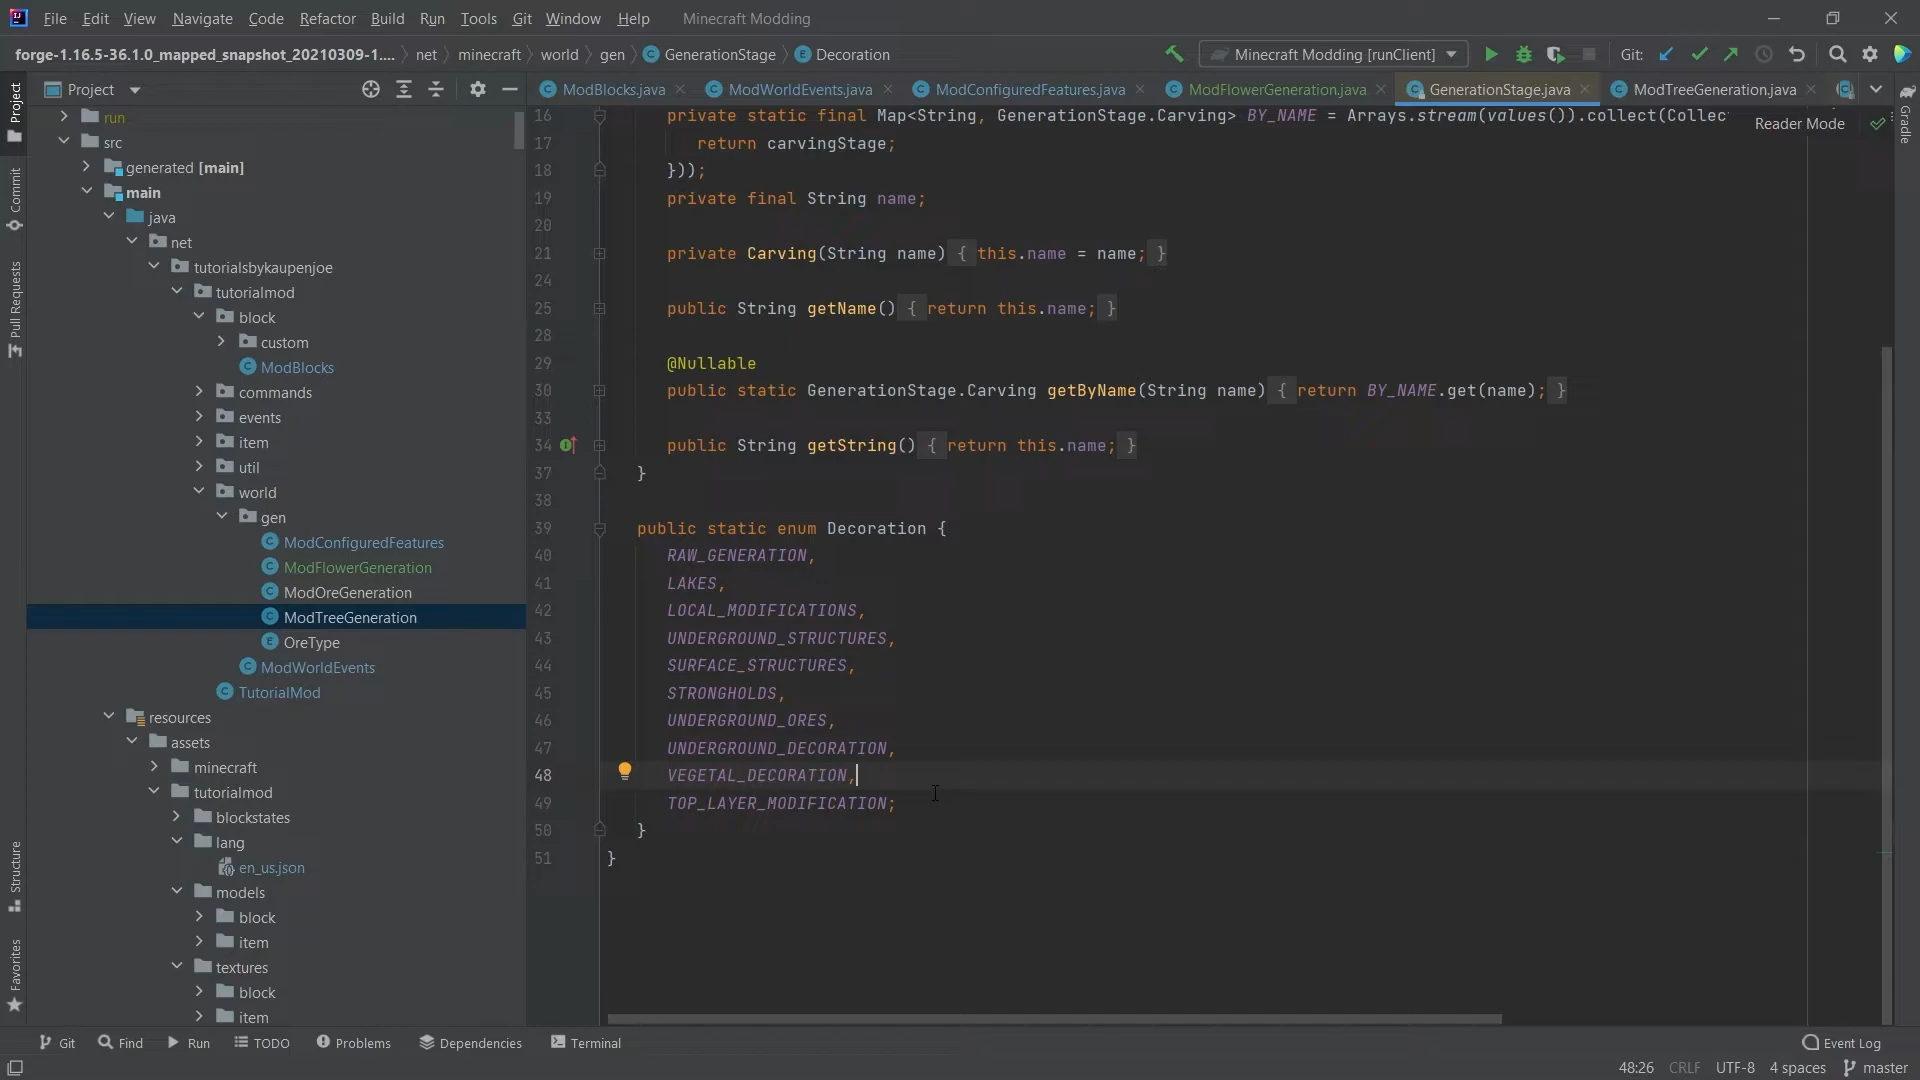 File Edit View Navigate Code Refactor Build Run Tools Git Window Help Minecraft Modding
forge-1.16.5-36.1.0_mapped_snapshot_20210309-1.... net minecraft world gen GenerationStage Decoration Minecraft Modding [runClient] Git:
Project ModBlocks.java ModWorldEvents.java ModConfiguredFeatures.java ModFlowerGeneration.java GenerationStage.java ModTreeGeneration.java
Project
Commit
Pull Requests
Structure
Favorites
Gradle
run
src
generated [main]
main
java
net
tutorialsbykaupenjoe
tutorialmod
block
custom
ModBlocks
commands
events
item
util
world
gen
ModConfiguredFeatures
ModFlowerGeneration
ModOreGeneration
ModTreeGeneration
OreType
ModWorldEvents
TutorialMod
resources
assets
minecraft
tutorialmod
blockstates
lang
en_us.json
models
block
item
textures
block
item
Reader Mode
16 private static final Map<String, GenerationStage.Carving> BY_NAME = Arrays.stream(values()).collect(Collec
17 return carvingStage;
18 }));
19 private final String name;
20
21 private Carving(String name) { this.name = name; }
24
25 public String getName() { return this.name; }
28
29 @Nullable
30 public static GenerationStage.Carving getByName(String name) { return BY_NAME.get(name); }
33
34 public String getString() { return this.name; }
37 }
38
39 public static enum Decoration {
40 RAW_GENERATION,
41 LAKES,
42 LOCAL_MODIFICATIONS,
43 UNDERGROUND_STRUCTURES,
44 SURFACE_STRUCTURES,
45 STRONGHOLDS,
46 UNDERGROUND_ORES,
47 UNDERGROUND_DECORATION,
48 VEGETAL_DECORATION,
49 TOP_LAYER_MODIFICATION;
50 }
51 }
Git Find Run TODO Problems Dependencies Terminal Event Log
48:26 CRLF UTF-8 4 spaces master